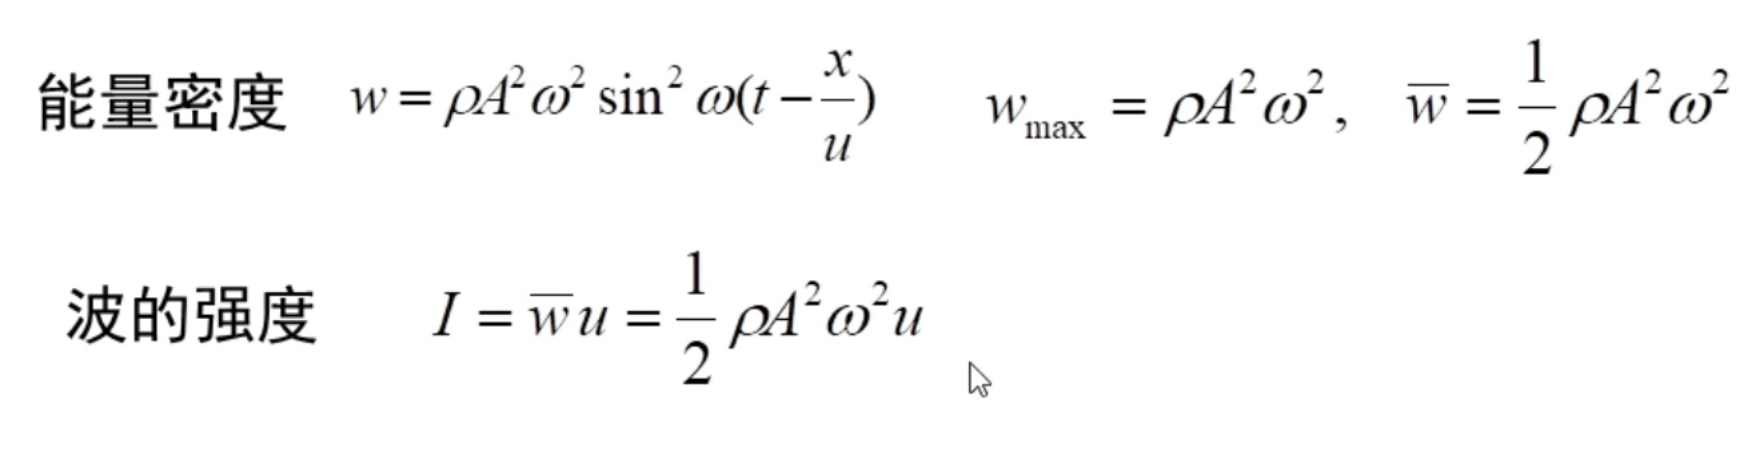 能量密度 w = ρA²ω² sin² ω(t − x/u) w_max = ρA²ω², w̅ = 1/2 ρA²ω²
波的强度 I = w̅u = 1/2 ρA²ω²u